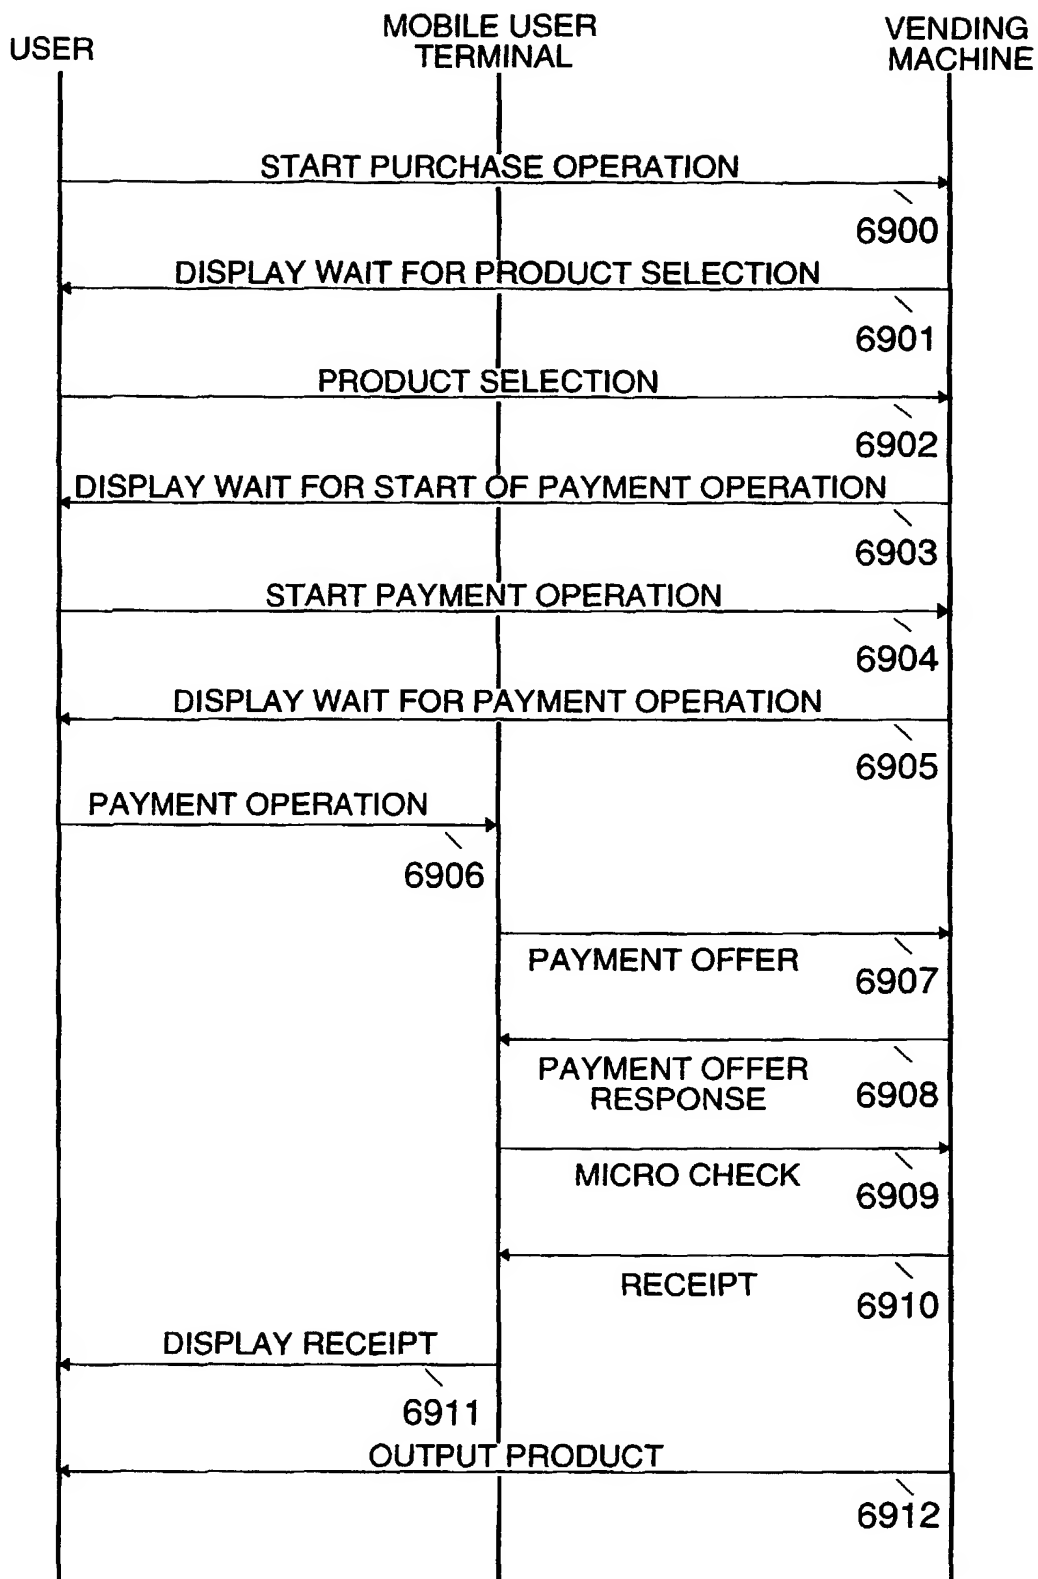 USER
MOBILE USER
TERMINAL
VENDING
MACHINE
START PURCHASE OPERATION
6900
DISPLAY WAIT FOR PRODUCT SELECTION
6901
PRODUCT SELECTION
6902
DISPLAY WAIT FOR START OF PAYMENT OPERATION
6903
START PAYMENT OPERATION
6904
DISPLAY WAIT FOR PAYMENT OPERATION
6905
PAYMENT OPERATION
6906
PAYMENT OFFER
6907
PAYMENT OFFER
RESPONSE
6908
MICRO CHECK
6909
RECEIPT
6910
DISPLAY RECEIPT
6911
OUTPUT PRODUCT
6912